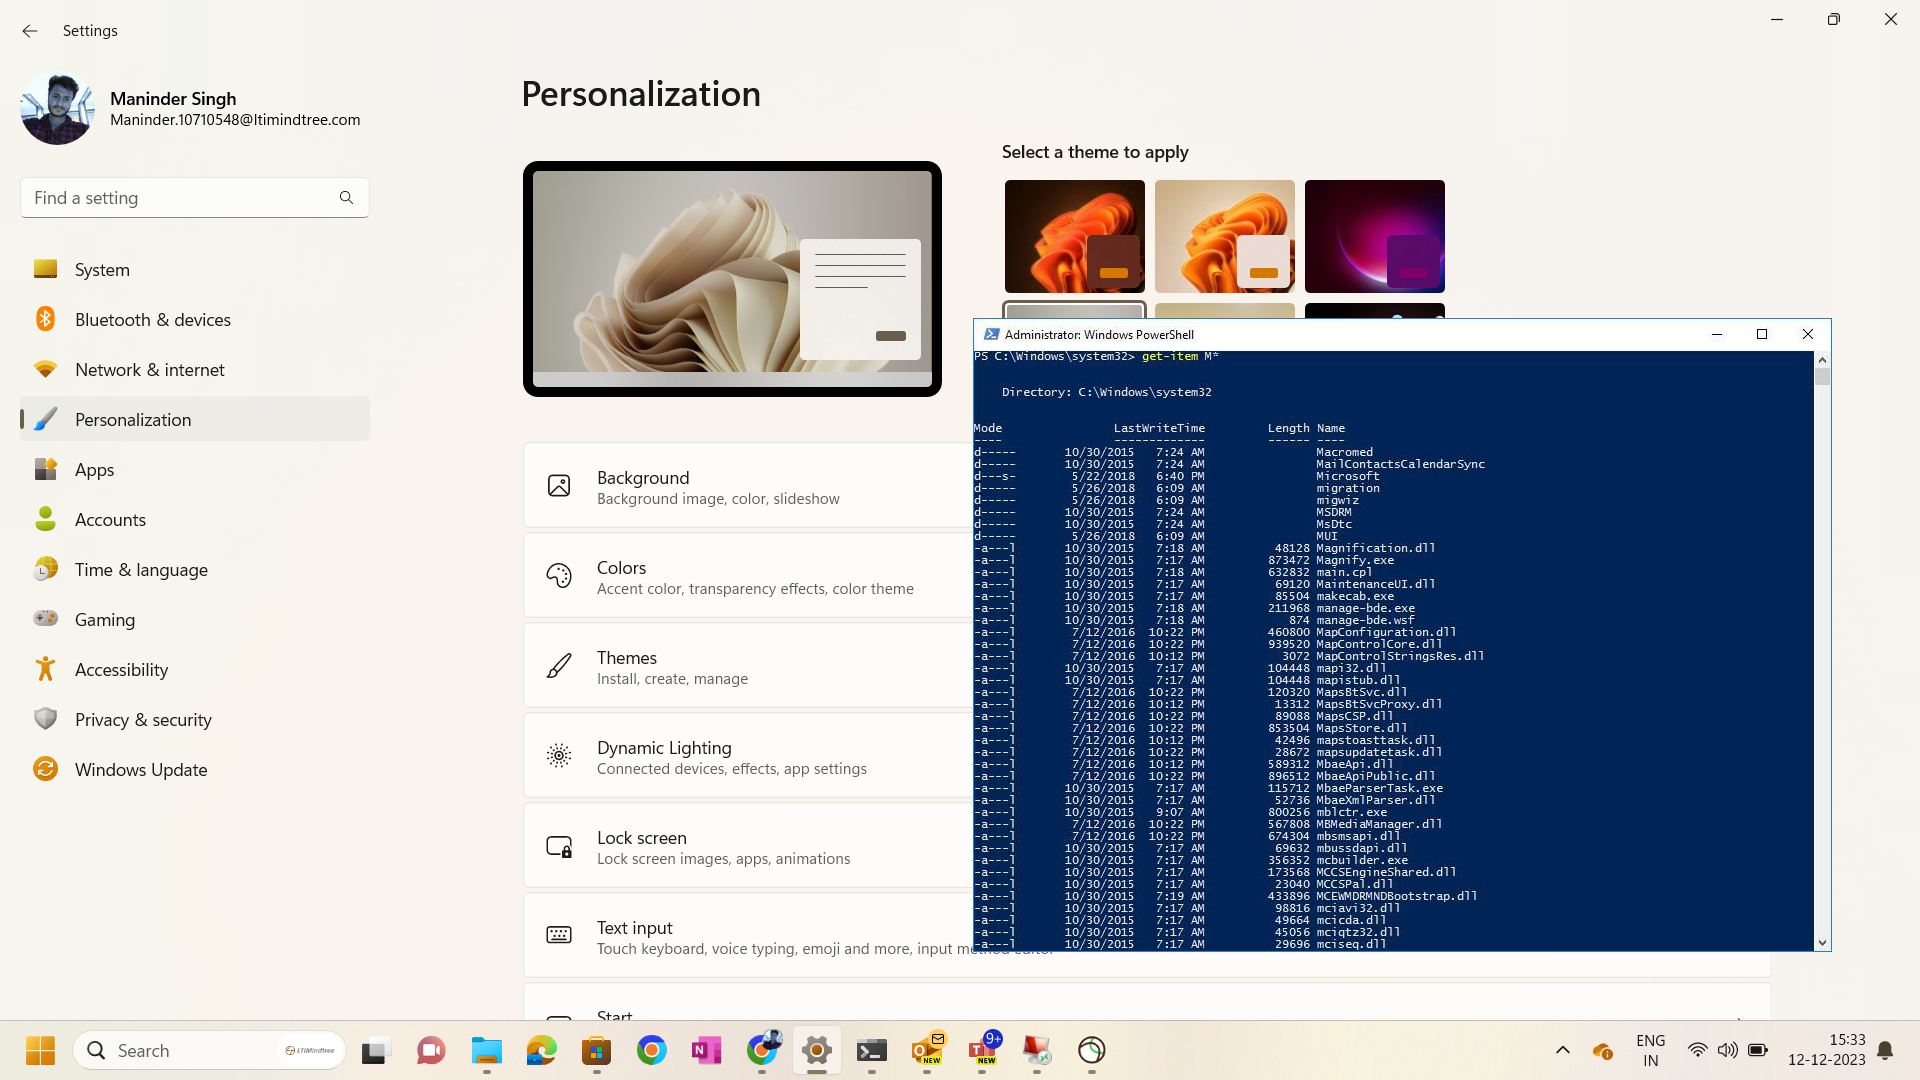 Settings
Maninder Singh
Maninder.10710548@ltimindtree.com
Find a setting
System
Bluetooth & devices
Network & internet
Personalization
Apps
Accounts
Time & language
Gaming
Accessibility
Privacy & security
Windows Update
Personalization
Select a theme to apply
Background
Background image, color, slideshow
Colors
Accent color, transparency effects, color theme
Themes
Install, create, manage
Dynamic Lighting
Connected devices, effects, app settings
Lock screen
Lock screen images, apps, animations
Text input
Touch keyboard, voice typing, emoji and more, input method editor
Start
Administrator: Windows PowerShell
PS C:\Windows\system32> get-item M*
Directory: C:\Windows\system32
Mode LastWriteTime Length Name
---- ------------- ------ ----
d----- 10/30/2015 7:24 AM Macromed
d----- 10/30/2015 7:24 AM MailContactsCalendarSync
d---s- 5/22/2018 6:40 PM Microsoft
d----- 5/26/2018 6:09 AM migration
d----- 5/26/2018 6:09 AM migwiz
d----- 10/30/2015 7:24 AM MSDRM
d----- 10/30/2015 7:24 AM MsDtc
d----- 5/26/2018 6:09 AM MUI
-a---l 10/30/2015 7:18 AM 48128 Magnification.dll
-a---l 10/30/2015 7:17 AM 873472 Magnify.exe
-a---l 10/30/2015 7:18 AM 632832 main.cpl
-a---l 10/30/2015 7:17 AM 69120 MaintenanceUI.dll
-a---l 10/30/2015 7:17 AM 85504 makecab.exe
-a---l 10/30/2015 7:18 AM 211968 manage-bde.exe
-a---l 10/30/2015 7:18 AM 874 manage-bde.wsf
-a---l 7/12/2016 10:22 PM 460800 MapConfiguration.dll
-a---l 7/12/2016 10:22 PM 939520 MapControlCore.dll
-a---l 7/12/2016 10:12 PM 3072 MapControlStringsRes.dll
-a---l 10/30/2015 7:17 AM 104448 mapi32.dll
-a---l 10/30/2015 7:17 AM 104448 mapistub.dll
-a---l 7/12/2016 10:22 PM 120320 MapsBtSvc.dll
-a---l 7/12/2016 10:12 PM 13312 MapsBtSvcProxy.dll
-a---l 7/12/2016 10:22 PM 89088 MapsCSP.dll
-a---l 7/12/2016 10:22 PM 853504 MapsStore.dll
-a---l 7/12/2016 10:12 PM 42496 mapstoasttask.dll
-a---l 7/12/2016 10:22 PM 28672 mapsupdatetask.dll
-a---l 7/12/2016 10:12 PM 589312 MbaeApi.dll
-a---l 7/12/2016 10:22 PM 896512 MbaeApiPublic.dll
-a---l 10/30/2015 7:17 AM 115712 MbaeParserTask.exe
-a---l 10/30/2015 7:17 AM 52736 MbaeXmlParser.dll
-a---l 10/30/2015 9:07 AM 800256 mblctr.exe
-a---l 7/12/2016 10:22 PM 567808 MBMediaManager.dll
-a---l 7/12/2016 10:22 PM 674304 mbsmsapi.dll
-a---l 10/30/2015 7:17 AM 69632 mbussdapi.dll
-a---l 10/30/2015 7:17 AM 356352 mcbuilder.exe
-a---l 10/30/2015 7:17 AM 173568 MCCSEngineShared.dll
-a---l 10/30/2015 7:17 AM 23040 MCCSPal.dll
-a---l 10/30/2015 7:19 AM 433896 MCEWMDRMNDBootstrap.dll
-a---l 10/30/2015 7:17 AM 98816 mciavi32.dll
-a---l 10/30/2015 7:17 AM 49664 mcicda.dll
-a---l 10/30/2015 7:17 AM 45056 mciqtz32.dll
-a---l 10/30/2015 7:17 AM 29696 mciseq.dll
Search
LTIMindtree
NEW
9+
NEW
ENG
IN
15:33
12-12-2023